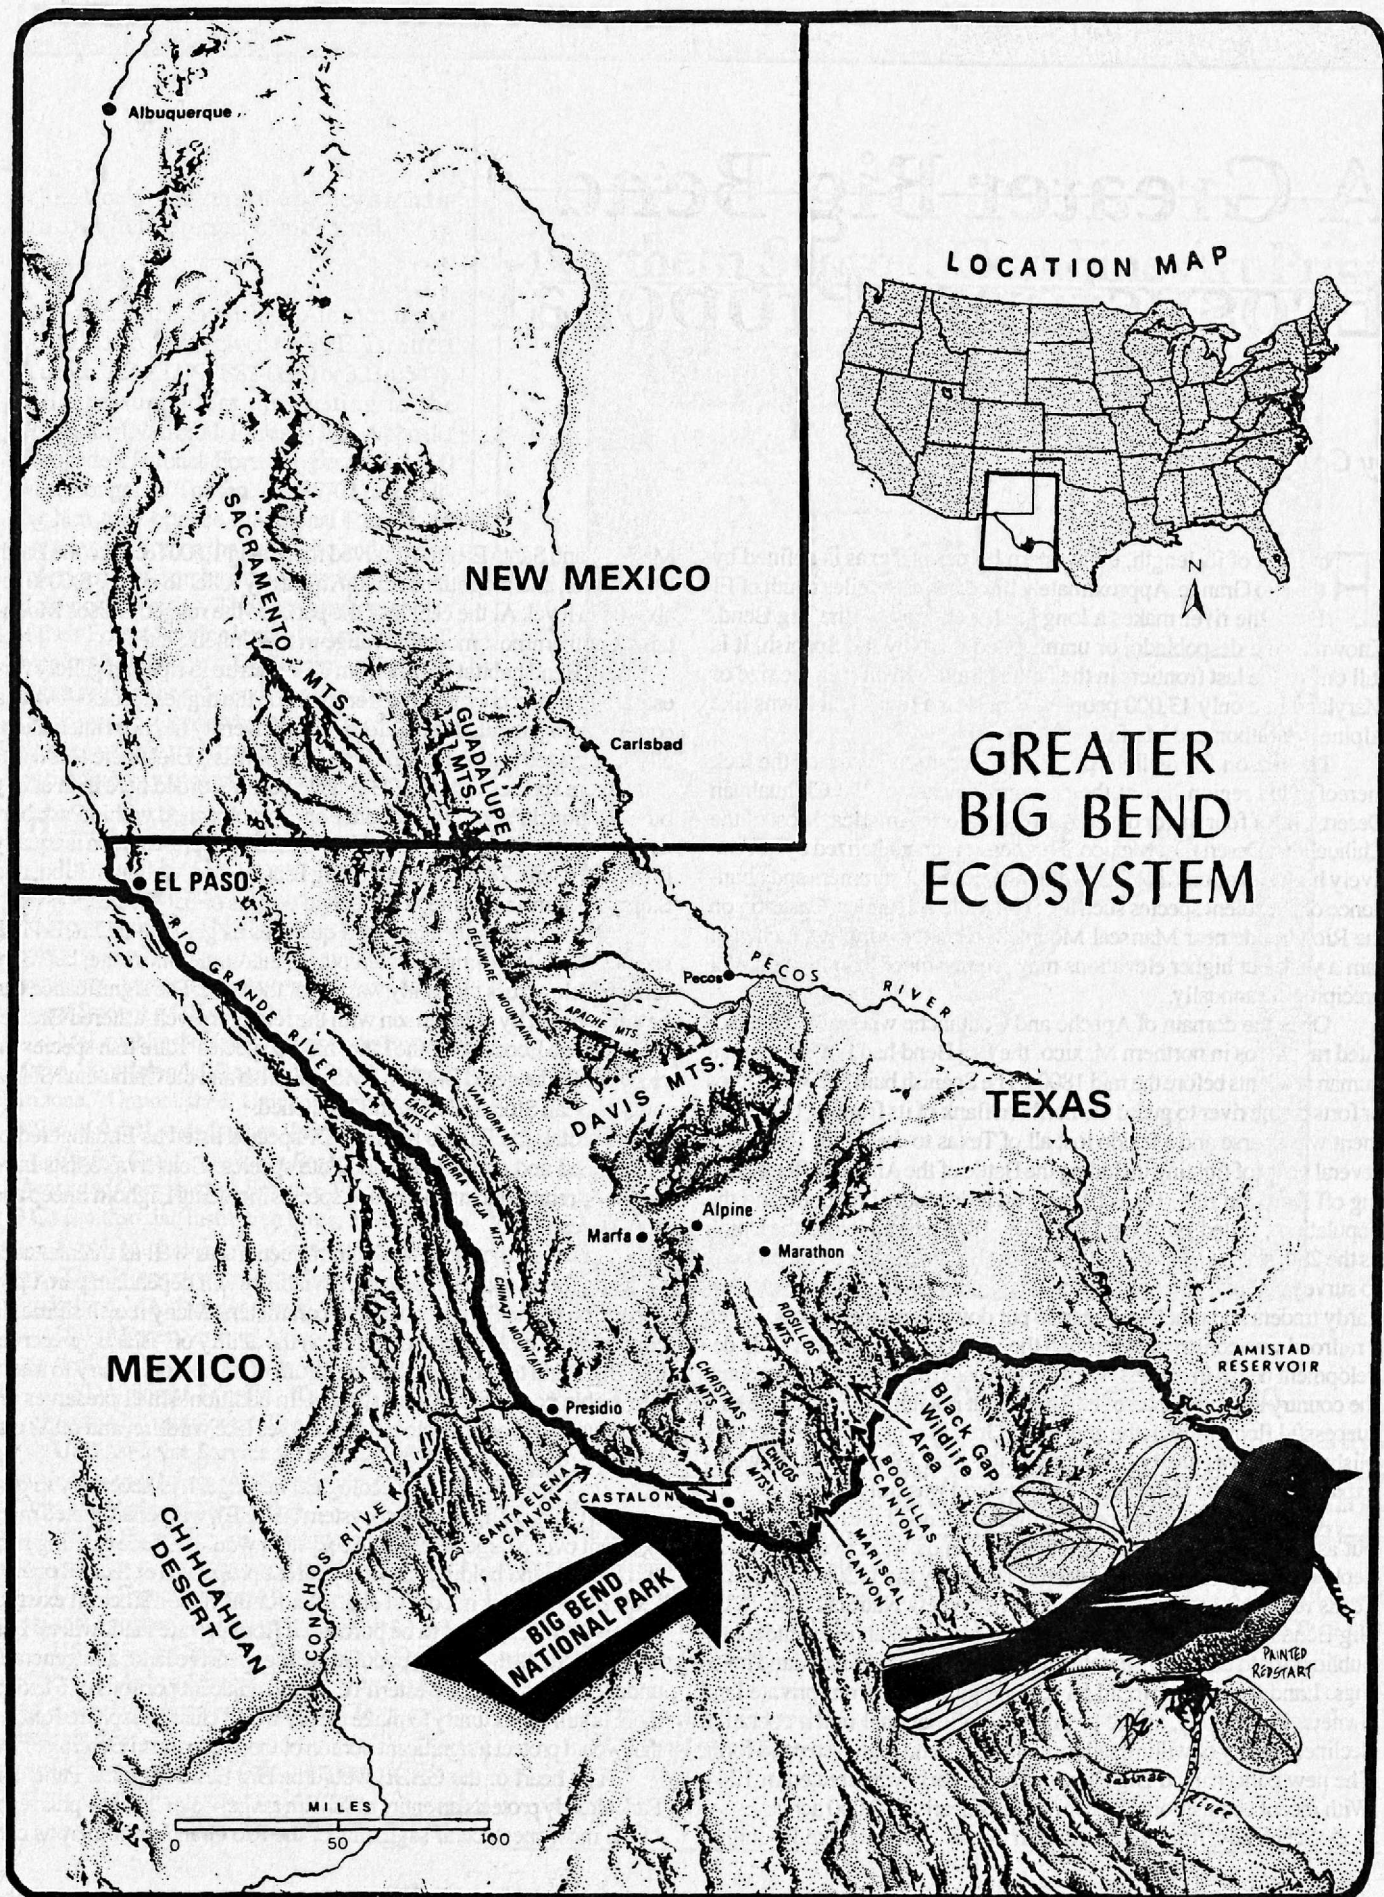 Albuquerque
LOCATION MAP
N
SACRAMENTO MTS.
NEW MEXICO
GUADALUPE
MTS.
Carlsbad
GREATER
BIG BEND
ECOSYSTEM
EL PASO
RIO GRANDE RIVER
DELAWARE
MOUNTAINS
Pecos
PECOS RIVER
APACHE MTS.
DAVIS MTS.
TEXAS
EAGLE
MTS.
VAN HORN MTS.
SIERRA VIEJA MTS.
Alpine
Marfa
Marathon
CHINATI MOUNTAINS
ROSILLOS
MTS.
MEXICO
AMISTAD
RESERVOIR
CHRISTMAS
MTS.
Presidio
Black Gap
Wildlife
Area
CHISOS
MTS.
BOQUILLAS
CANYON
SANTA ELENA
CANYON
CASTALON
MARISCAL
CANYON
CHIHUAHUAN
DESERT
CONCHOS RIVER
BIG BEND
NATIONAL PARK
PAINTED
REDSTART
MILES
0 50 100